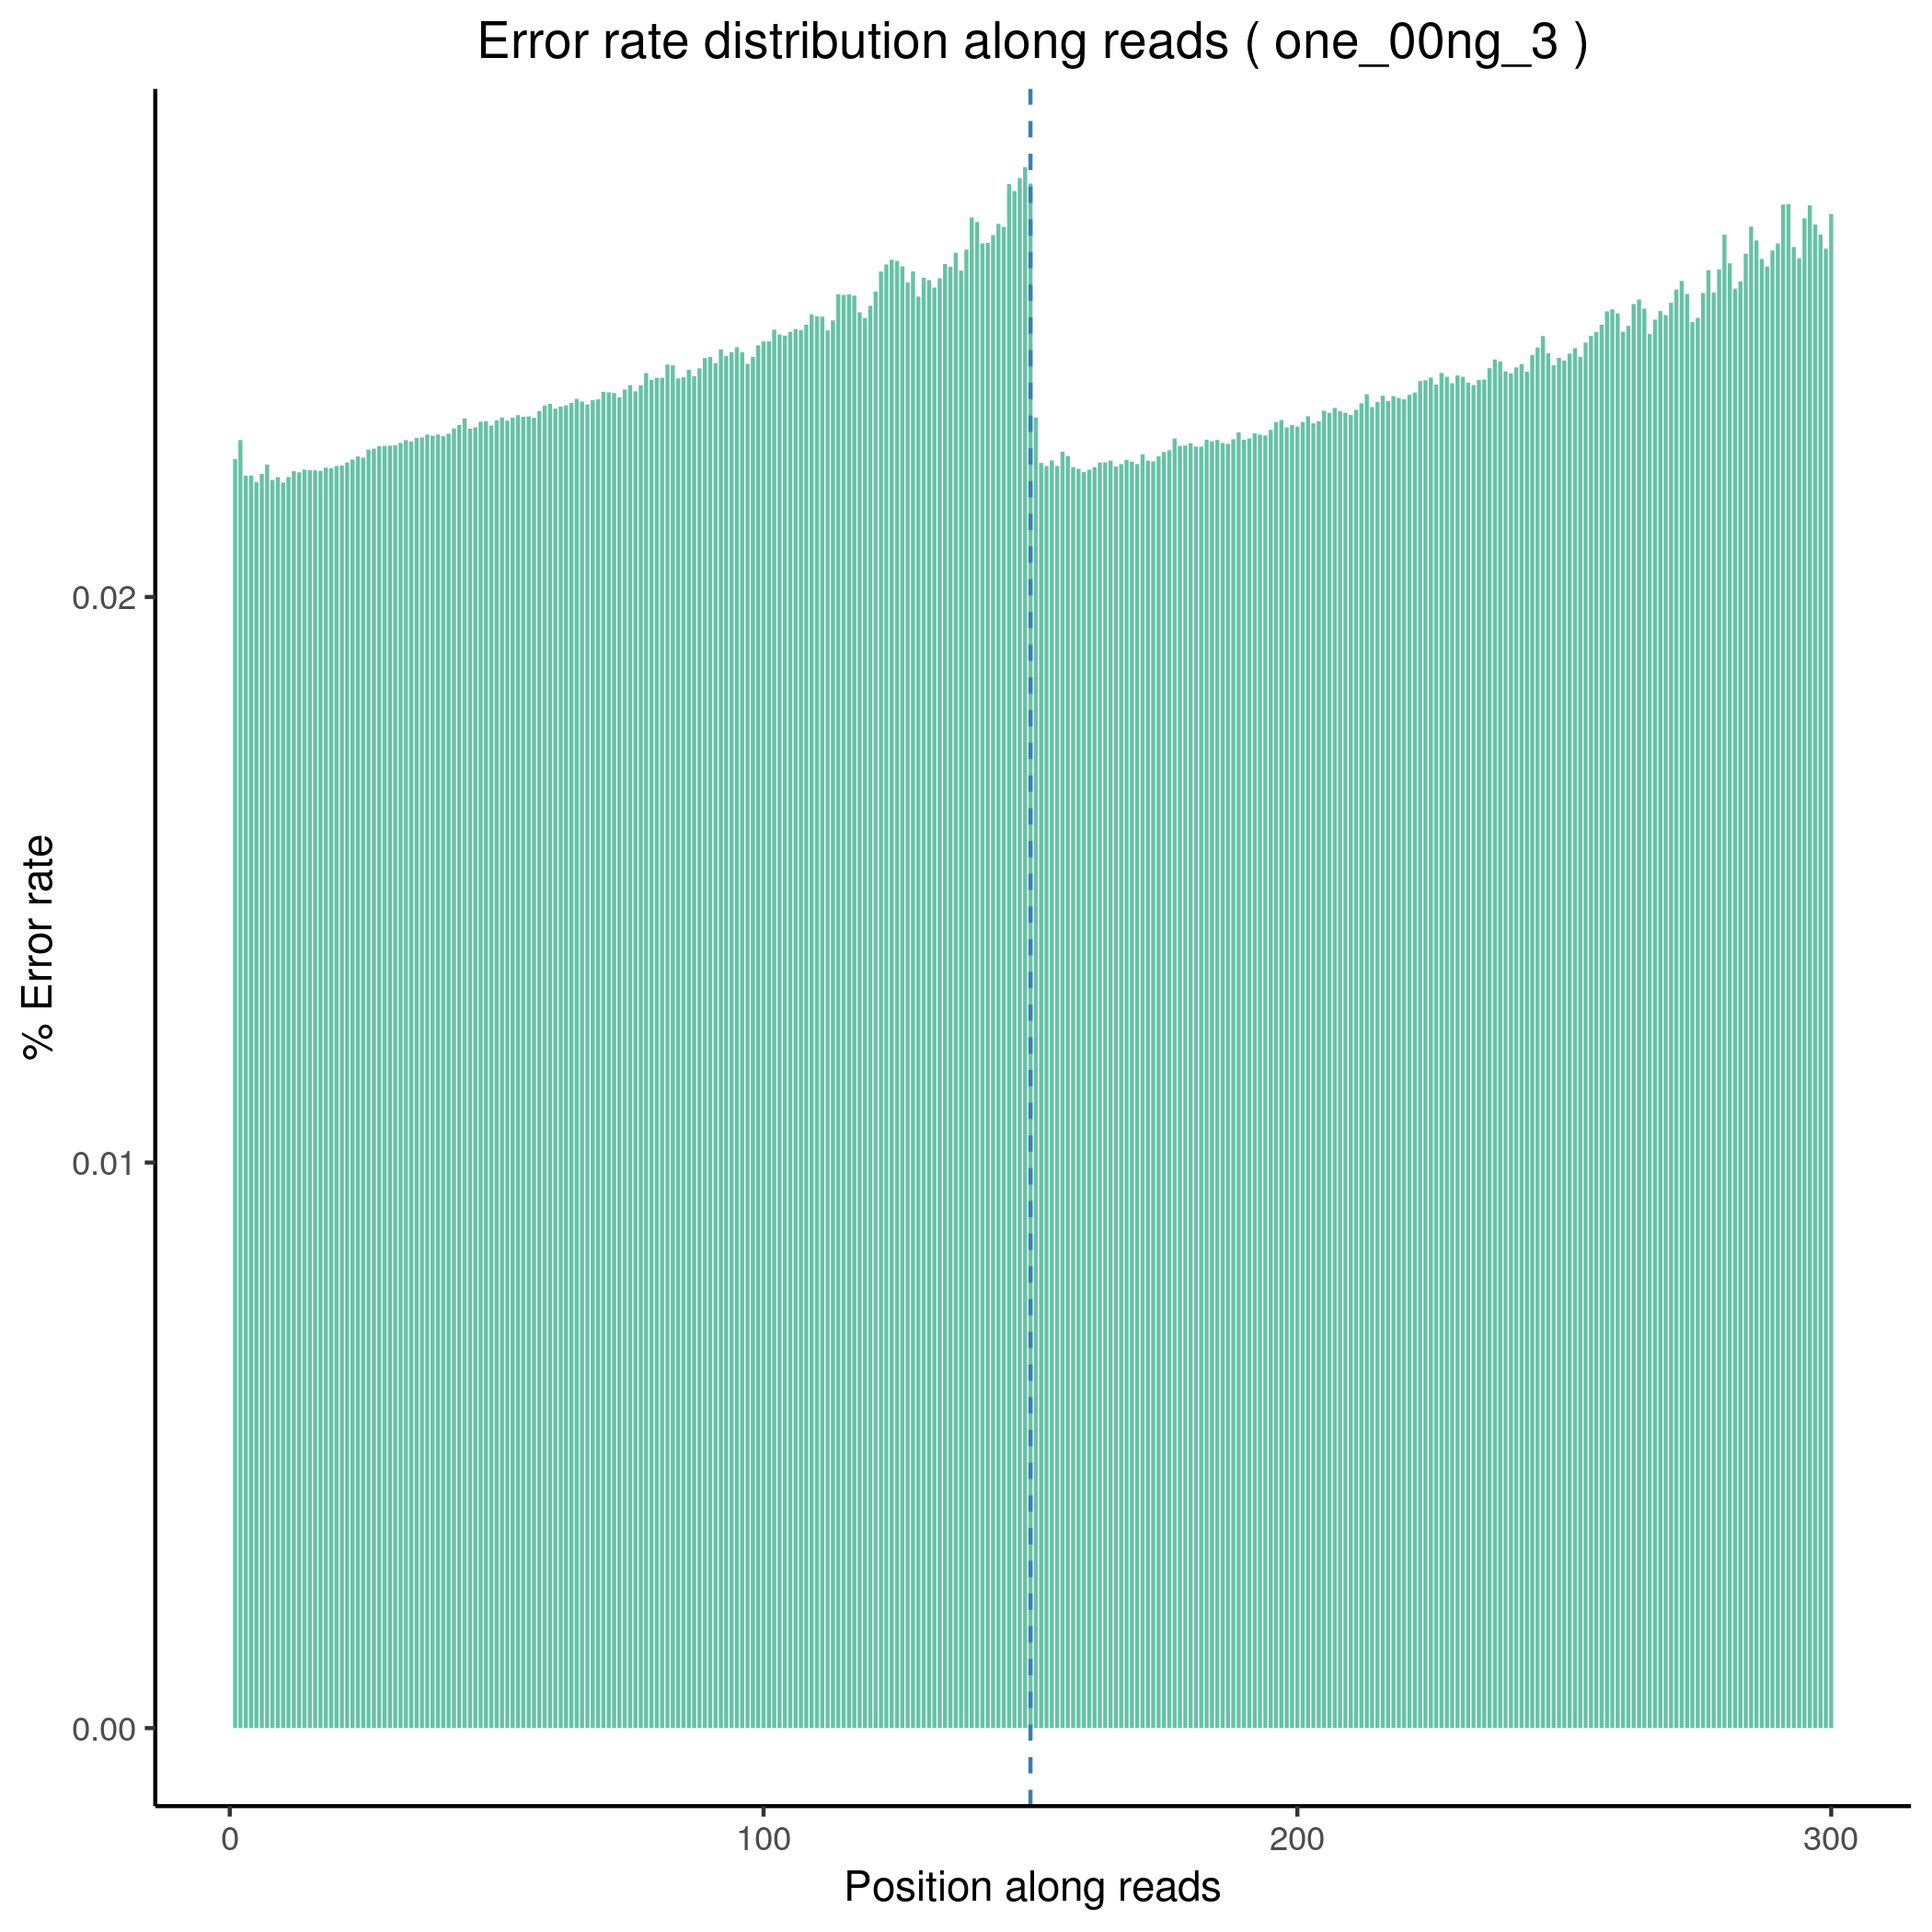 Error rate distribution along reads ( one_00ng_3 )
% Error rate
0.02
0.01
0.00
0 100 200 300
Position along reads